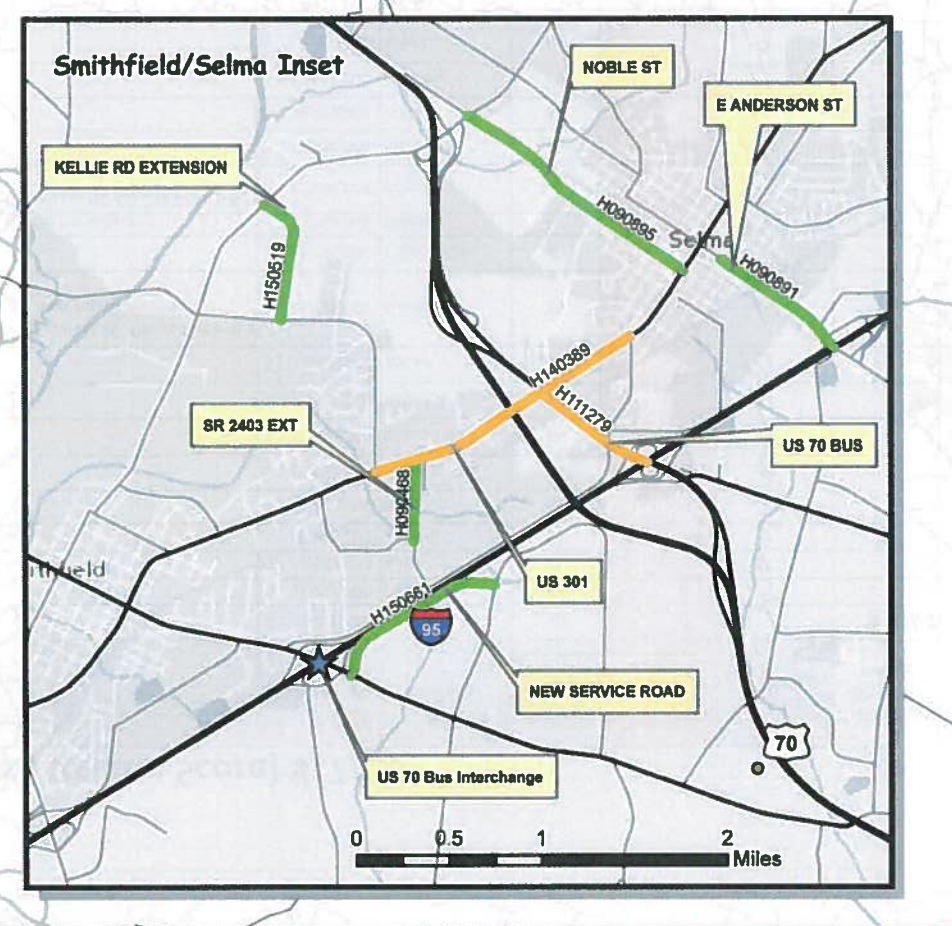 Smithfield/Selma Inset
NOBLE ST
E ANDERSON ST
KELLIE RD EXTENSION
H090895
Selma
H090891
H150519
H140389
H111279
SR 2403 EXT
US 70 BUS
H090468
US 301
H150661
95
NEW SERVICE ROAD
70
US 70 Bus Interchange
0 0.5 1 2
Miles